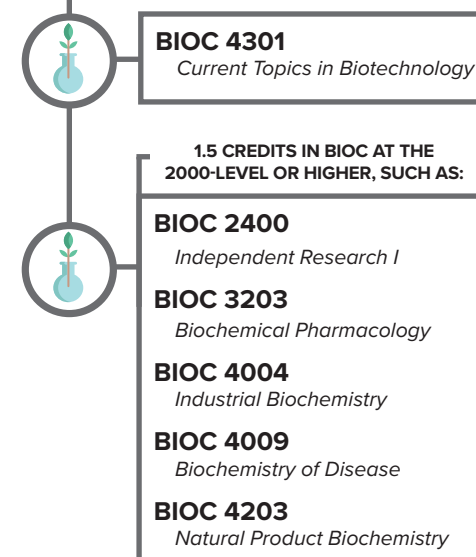 BIOC 4301
Current Topics in Biotechnology
1.5 CREDITS IN BIOC AT THE
2000-LEVEL OR HIGHER, SUCH AS:
BIOC 2400
Independent Research I
BIOC 3203
Biochemical Pharmacology
BIOC 4004
Industrial Biochemistry
BIOC 4009
Biochemistry of Disease
BIOC 4203
Natural Product Biochemistry